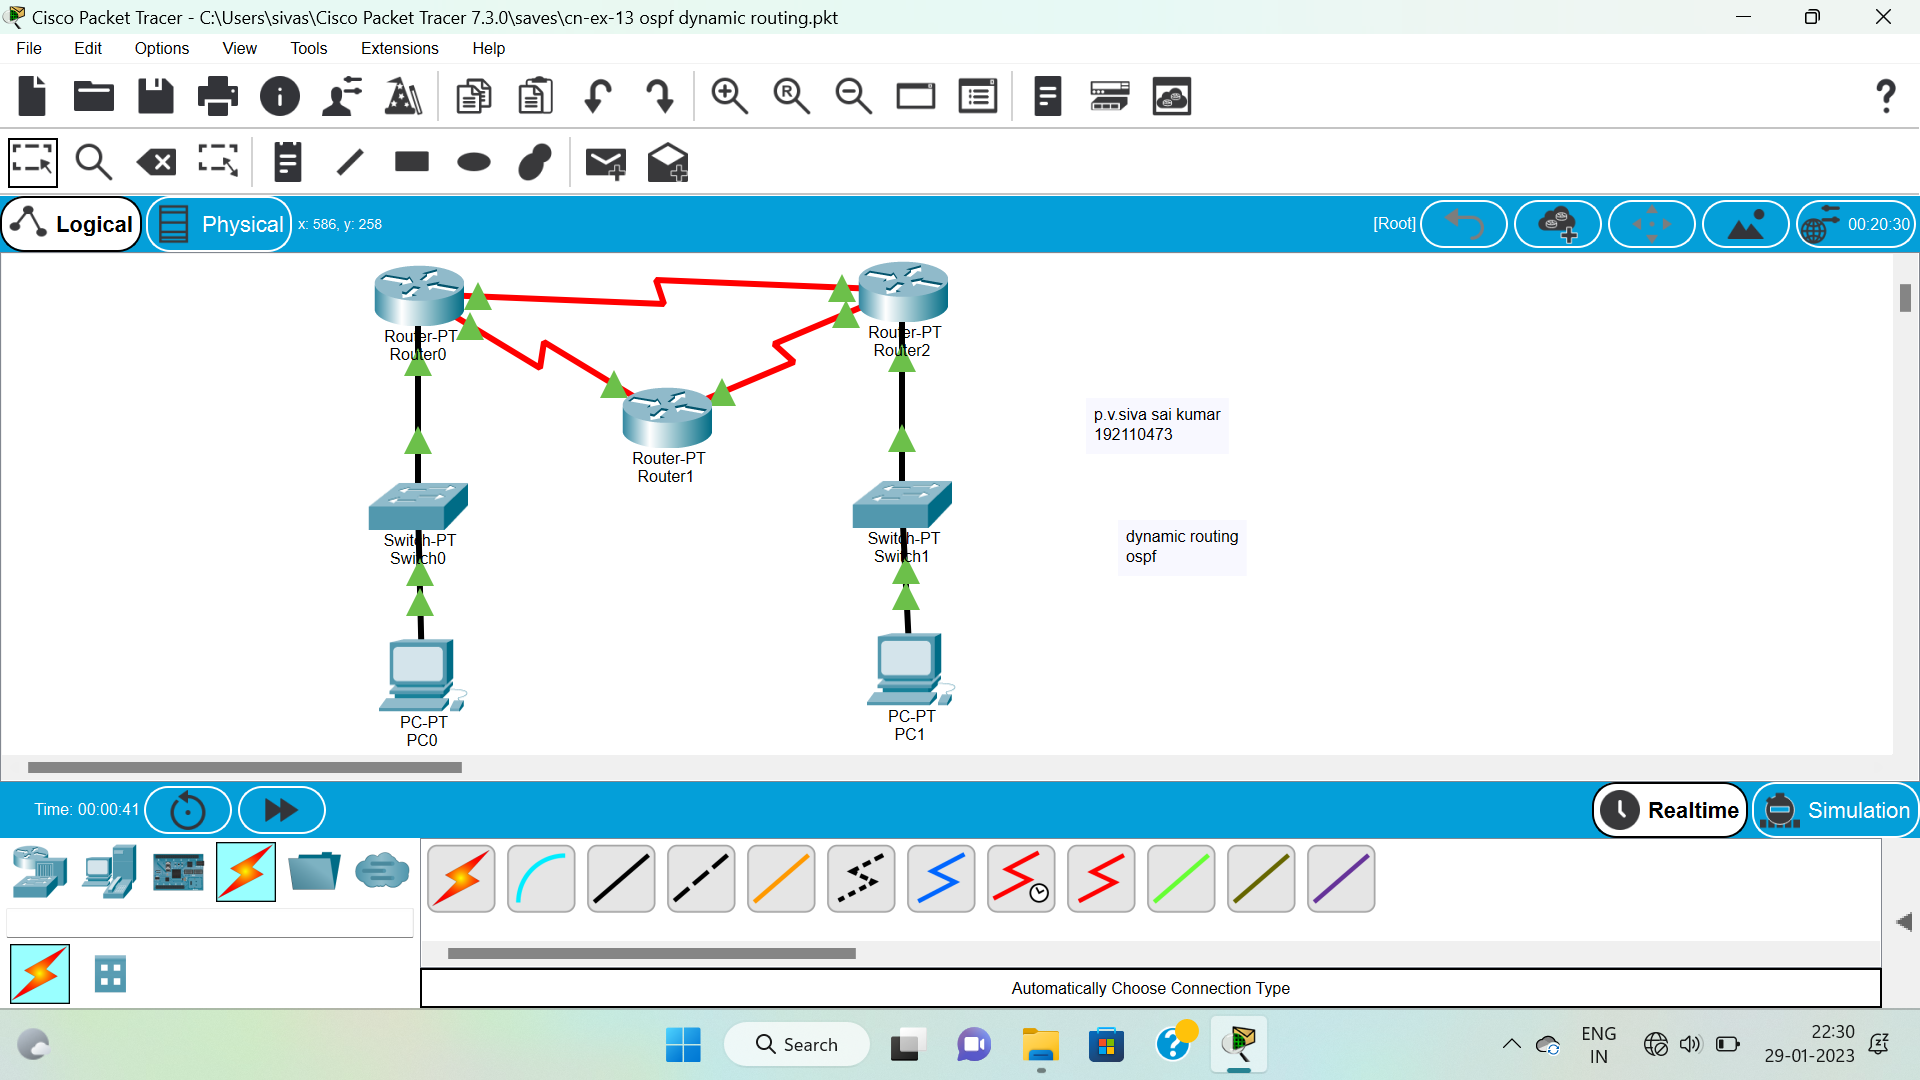 Cisco Packet Tracer - C:\Users\sivas\Cisco Packet Tracer 7.3.0\saves\cn-ex-13 ospf dynamic routing.pkt
File Edit Options View Tools Extensions Help
Logical Physical x: 586, y: 258 [Root] 00:20:30
Router-PT
Router0
Router-PT
Router2
Router-PT
Router1
p.v.siva sai kumar
192110473
Switch-PT
Switch0
Switch-PT
Switch1
dynamic routing
ospf
PC-PT
PC0
PC-PT
PC1
Time: 00:00:41 Realtime Simulation
Automatically Choose Connection Type
Search
ENG
IN
22:30
29-01-2023